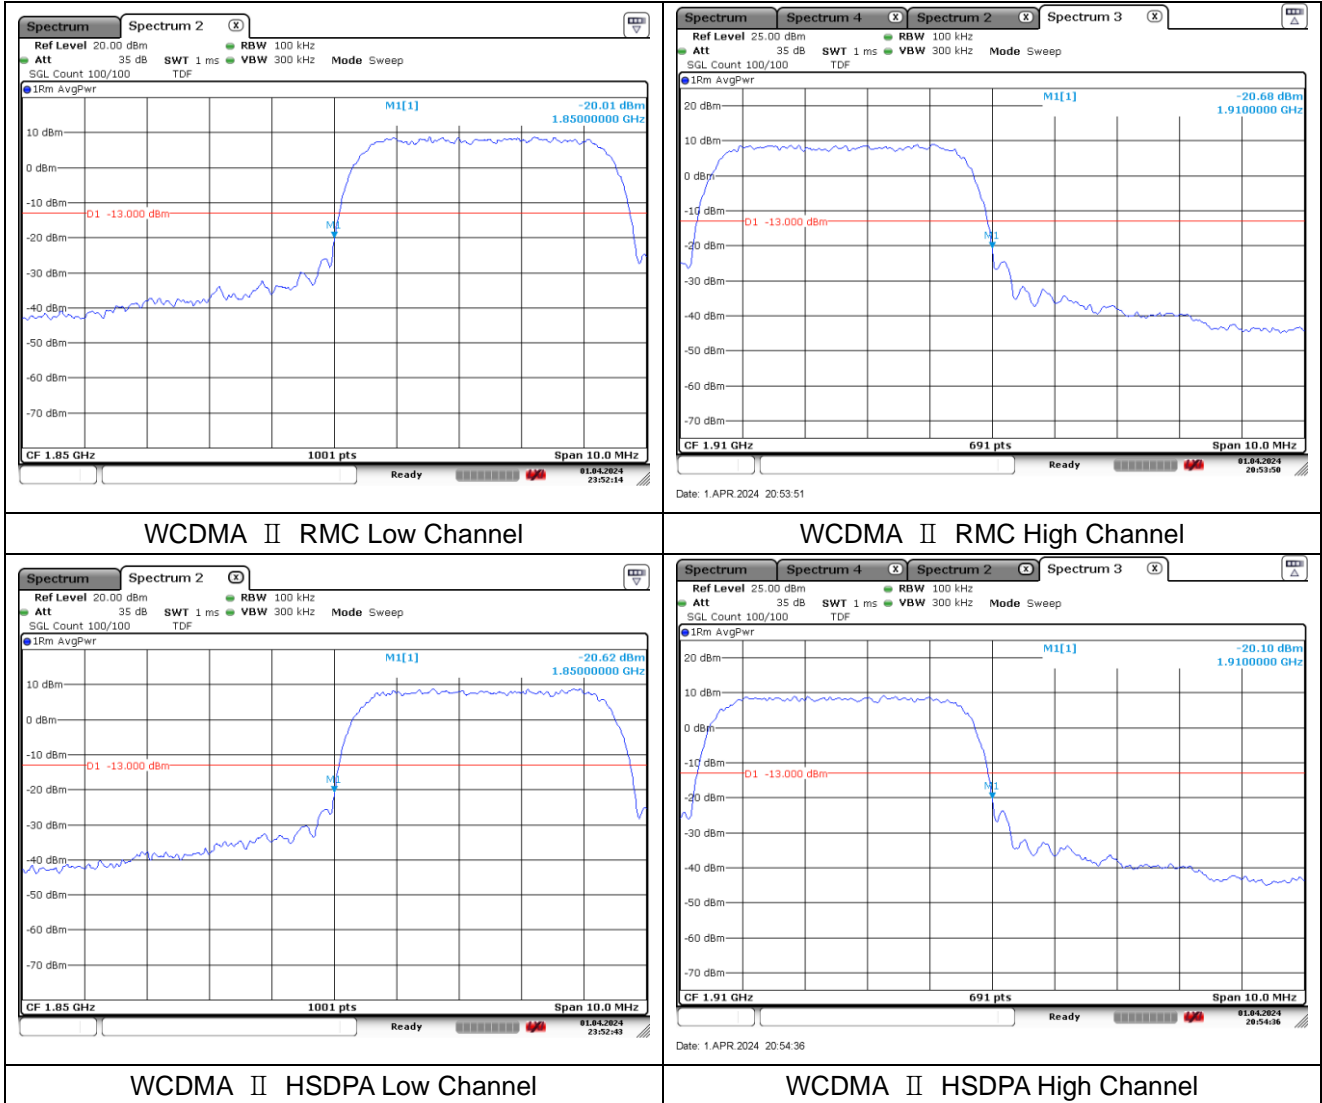 Spectrum Spectrum 2 X
Ref Level 20.00 dBm RBW 100 kHz
Att 35 dB SWT 1 ms VBW 300 kHz Mode Sweep
SGL Count 100/100 TDF
1Rm AvgPwr
M1[1] -20.01 dBm
1.85000000 GHz
10 dBm
0 dBm
-10 dBm
D1 -13.000 dBm
M1
-20 dBm
-30 dBm
-40 dBm
-50 dBm
-60 dBm
-70 dBm
CF 1.85 GHz 1001 pts Span 10.0 MHz
Ready 01.04.2024
23:52:14
Spectrum Spectrum 4 X Spectrum 2 X Spectrum 3 X
Ref Level 25.00 dBm RBW 100 kHz
Att 35 dB SWT 1 ms VBW 300 kHz Mode Sweep
SGL Count 100/100 TDF
1Rm AvgPwr
M1[1] -20.68 dBm
1.9100000 GHz
20 dBm
10 dBm
0 dBm
-10 dBm
D1 -13.000 dBm
M1
-20 dBm
-30 dBm
-40 dBm
-50 dBm
-60 dBm
-70 dBm
CF 1.91 GHz 691 pts Span 10.0 MHz
Ready 01.04.2024
20:53:50
Date: 1.APR.2024 20:53:51
WCDMA Ⅱ RMC Low Channel
WCDMA Ⅱ RMC High Channel
Spectrum Spectrum 2 X
Ref Level 20.00 dBm RBW 100 kHz
Att 35 dB SWT 1 ms VBW 300 kHz Mode Sweep
SGL Count 100/100 TDF
1Rm AvgPwr
M1[1] -20.62 dBm
1.85000000 GHz
10 dBm
0 dBm
-10 dBm
D1 -13.000 dBm
M1
-20 dBm
-30 dBm
-40 dBm
-50 dBm
-60 dBm
-70 dBm
CF 1.85 GHz 1001 pts Span 10.0 MHz
Ready 01.04.2024
23:52:43
Spectrum Spectrum 4 X Spectrum 2 X Spectrum 3 X
Ref Level 25.00 dBm RBW 100 kHz
Att 35 dB SWT 1 ms VBW 300 kHz Mode Sweep
SGL Count 100/100 TDF
1Rm AvgPwr
M1[1] -20.10 dBm
1.9100000 GHz
20 dBm
10 dBm
0 dBm
-10 dBm
D1 -13.000 dBm
M1
-20 dBm
-30 dBm
-40 dBm
-50 dBm
-60 dBm
-70 dBm
CF 1.91 GHz 691 pts Span 10.0 MHz
Ready 01.04.2024
20:54:36
Date: 1.APR.2024 20:54:36
WCDMA Ⅱ HSDPA Low Channel
WCDMA Ⅱ HSDPA High Channel